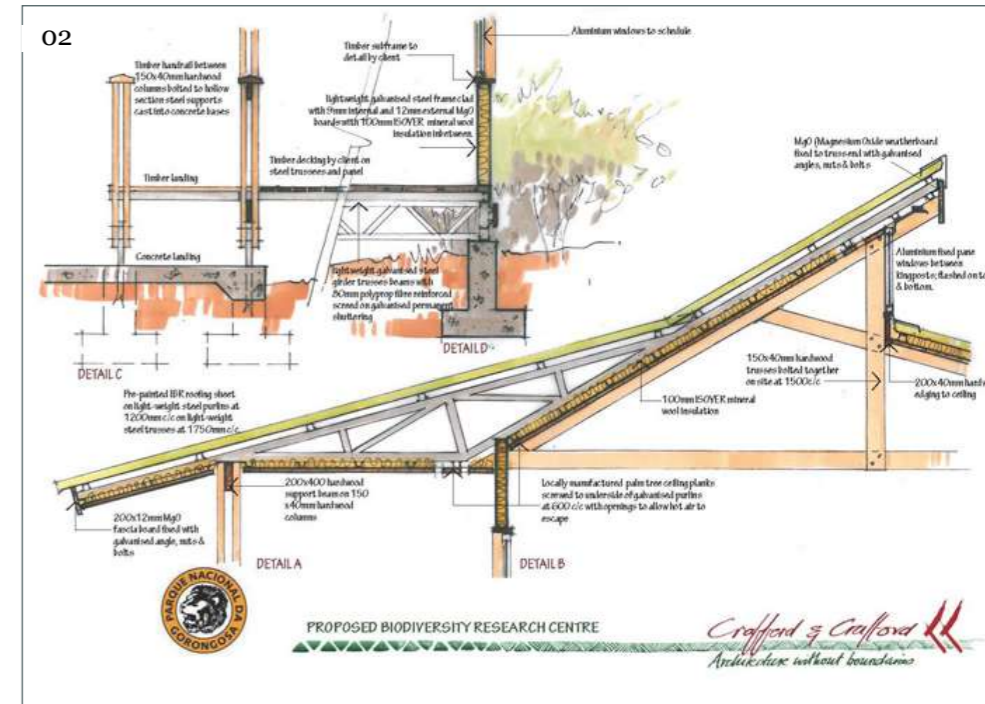 02
Timber handrail between
150x40mm hardwood
columns bolted to hollow
section steel supports
cast into concrete bases
Timber subframe to
detail by client
Aluminium windows to schedule
lightweight galvanised steel frame clad
with 9mm internal and 12mm external MgO
boards with 100mm ISOYER mineral wool
insulation inbetween.
Timber decking by client on
steel trussees and panel
Timber landing
Concrete landing
lightweight galvanised steel
girder trusses beams with
80mm polyprop fibre reinforced
screed on galvanised permanent
shuttering
DETAIL C
DETAIL D
MgO (Magnesium Oxide weatherboard
fixed to truss end with galvanised
angles, nuts & bolts
Aluminium fixed pane
windows between
kingposts; flashed on to
& bottom.
Pre-painted IBR roofing sheet
on light-weight steel purlins at
1200mm c/c on light-weight
steel trusses at 1750mm c/c.
150x40mm hardwood
trusses bolted together
on site at 1500c/c
200x40mm hard
edging to ceiling
100mm ISOYER mineral
wool insulation
200x400 hardwood
support beam on 150
x40mm hardwood
columns
Locally manufactured palm tree ceiling planks
screwed to underside of galvanised purlins
at 600 c/c with openings to allow hot air to
escape
200x12mm MgO
fascia board fixed with
galvanised angle, nuts &
bolts
DETAIL A
DETAIL B
PARQUE NACIONAL DA
GORONGOSA
PROPOSED BIODIVERSITY RESEARCH CENTRE
Crafford & Crafford
Architecture without boundaries